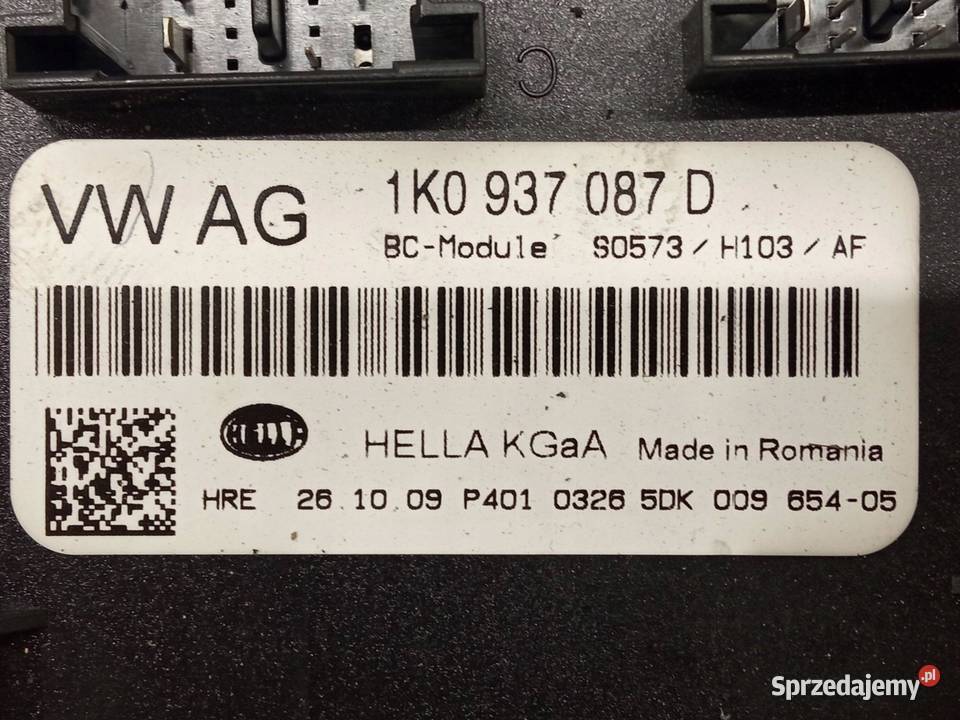 C
VW AG
1K0 937 087 D
BC-Module S0573 / H103 / AF
HELLA
HELLA KGaA Made in Romania
HRE 26.10.09 P401 0326 5DK 009 654-05
Sprzedajemy.pl